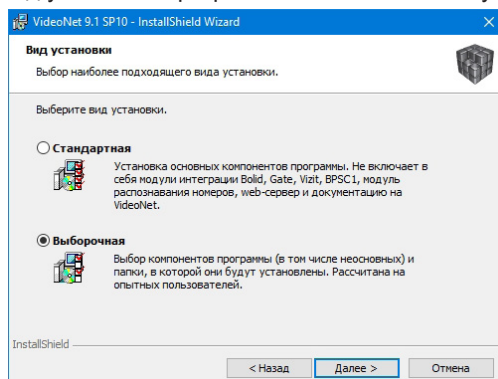 VideoNet 9.1 SP10 - InstallShield Wizard
Вид установки
Выбор наиболее подходящего вида установки.
Выберите вид установки.
Стандартная
Установка основных компонентов программы. Не включает в
себя модули интеграции Bolid, Gate, Vizit, BPSC1, модуль
распознавания номеров, web-сервер и документацию на
VideoNet.
Выборочная
Выбор компонентов программы (в том числе неосновных) и
папки, в которой они будут установлены. Рассчитана на
опытных пользователей.
InstallShield
< Назад Далее > Отмена